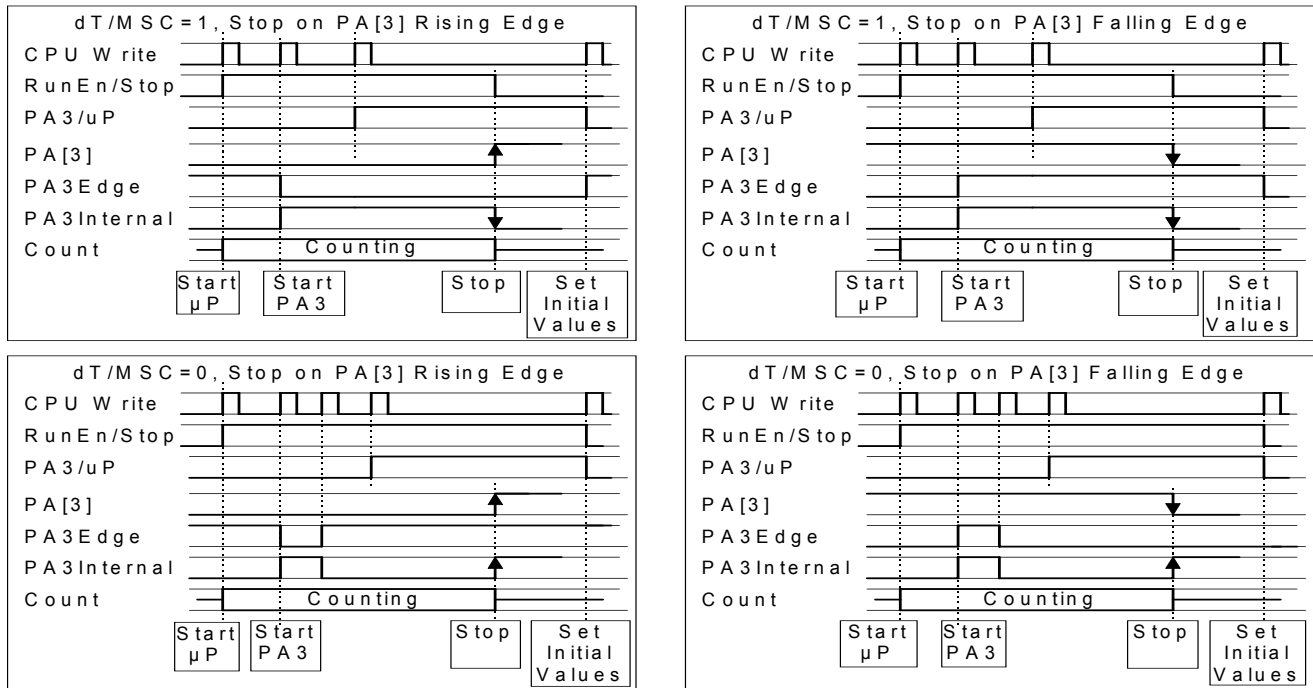 dT/MSC=1, Stop on PA[3] Rising Edge
CPU Write
RunEn/Stop
PA3/uP
PA[3]
PA3Edge
PA3Internal
Count
Counting
Start
µP
Start
PA3
Stop
Set
Initial
Values
dT/MSC=1, Stop on PA[3] Falling Edge
CPU Write
RunEn/Stop
PA3/uP
PA[3]
PA3Edge
PA3Internal
Count
Counting
Start
µP
Start
PA3
Stop
Set
Initial
Values
dT/MSC=0, Stop on PA[3] Rising Edge
CPU Write
RunEn/Stop
PA3/uP
PA[3]
PA3Edge
PA3Internal
Count
Counting
Start
µP
Start
PA3
Stop
Set
Initial
Values
dT/MSC=0, Stop on PA[3] Falling Edge
CPU Write
RunEn/Stop
PA3/uP
PA[3]
PA3Edge
PA3Internal
Count
Counting
Start
µP
Start
PA3
Stop
Set
Initial
Values